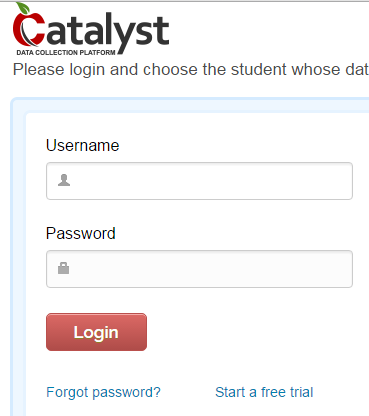 Catalyst
DATA COLLECTION PLATFORM
Please login and choose the student whose dat
Username
Password
Login
Forgot password? Start a free trial